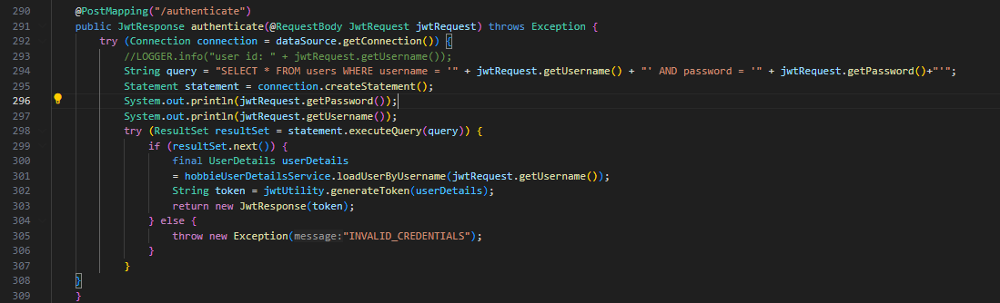 290 @PostMapping("/authenticate")
291 public JwtResponse authenticate(@RequestBody JwtRequest jwtRequest) throws Exception {
292 try (Connection connection = dataSource.getConnection()) {
293 //LOGGER.info("user id: " + jwtRequest.getUsername());
294 String query = "SELECT * FROM users WHERE username = '" + jwtRequest.getUsername() + "' AND password = '" + jwtRequest.getPassword()+"'";
295 Statement statement = connection.createStatement();
296 System.out.println(jwtRequest.getPassword());
297 System.out.println(jwtRequest.getUsername());
298 try (ResultSet resultSet = statement.executeQuery(query)) {
299 if (resultSet.next()) {
300 final UserDetails userDetails
301 = hobbieUserDetailsService.loadUserByUsername(jwtRequest.getUsername());
302 String token = jwtUtility.generateToken(userDetails);
303 return new JwtResponse(token);
304 } else {
305 throw new Exception(message:"INVALID_CREDENTIALS");
306 }
307 }
308 }
309 }